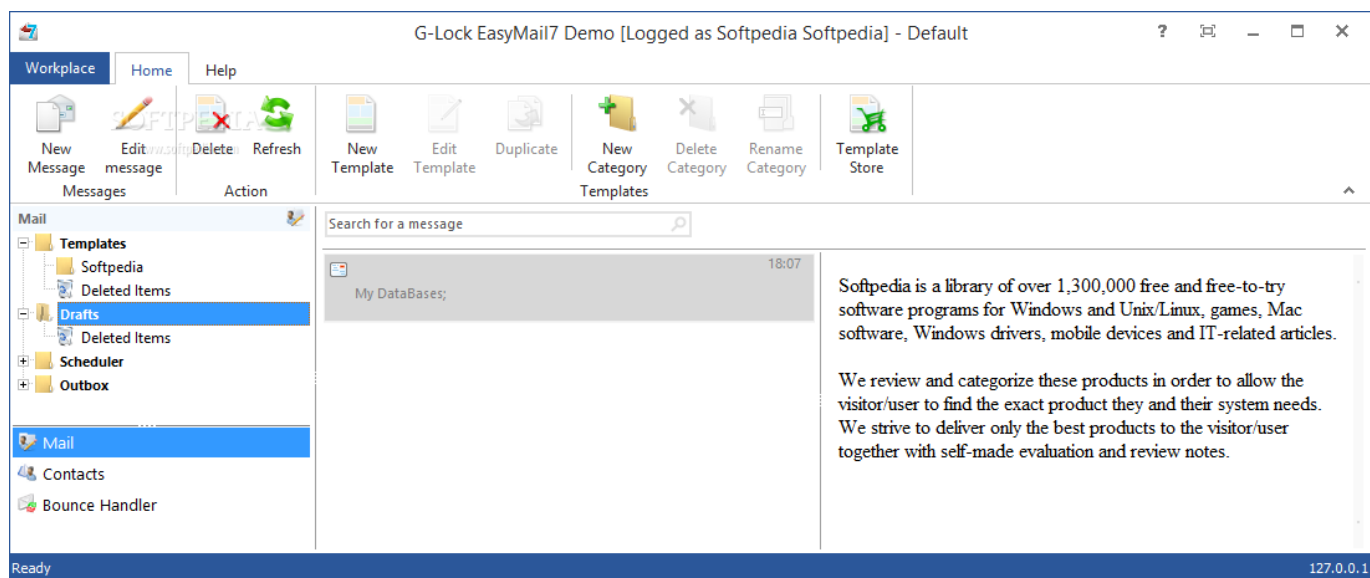 G-Lock EasyMail7 Demo [Logged as Softpedia Softpedia] - Default
Workplace Home Help
SOFTPEDIA
www.softpedia.com
New Message
Edit message
Delete
Refresh
New Template
Edit Template
Duplicate
New Category
Delete Category
Rename Category
Template Store
Messages Action Templates
Mail
Search for a message
Templates
Softpedia
Deleted Items
Drafts
Deleted Items
Scheduler
Outbox
Mail
Contacts
Bounce Handler
18:07
My DataBases;
Softpedia is a library of over 1,300,000 free and free-to-try
software programs for Windows and Unix/Linux, games, Mac
software, Windows drivers, mobile devices and IT-related articles.
We review and categorize these products in order to allow the
visitor/user to find the exact product they and their system needs.
We strive to deliver only the best products to the visitor/user
together with self-made evaluation and review notes.
Ready 127.0.0.1